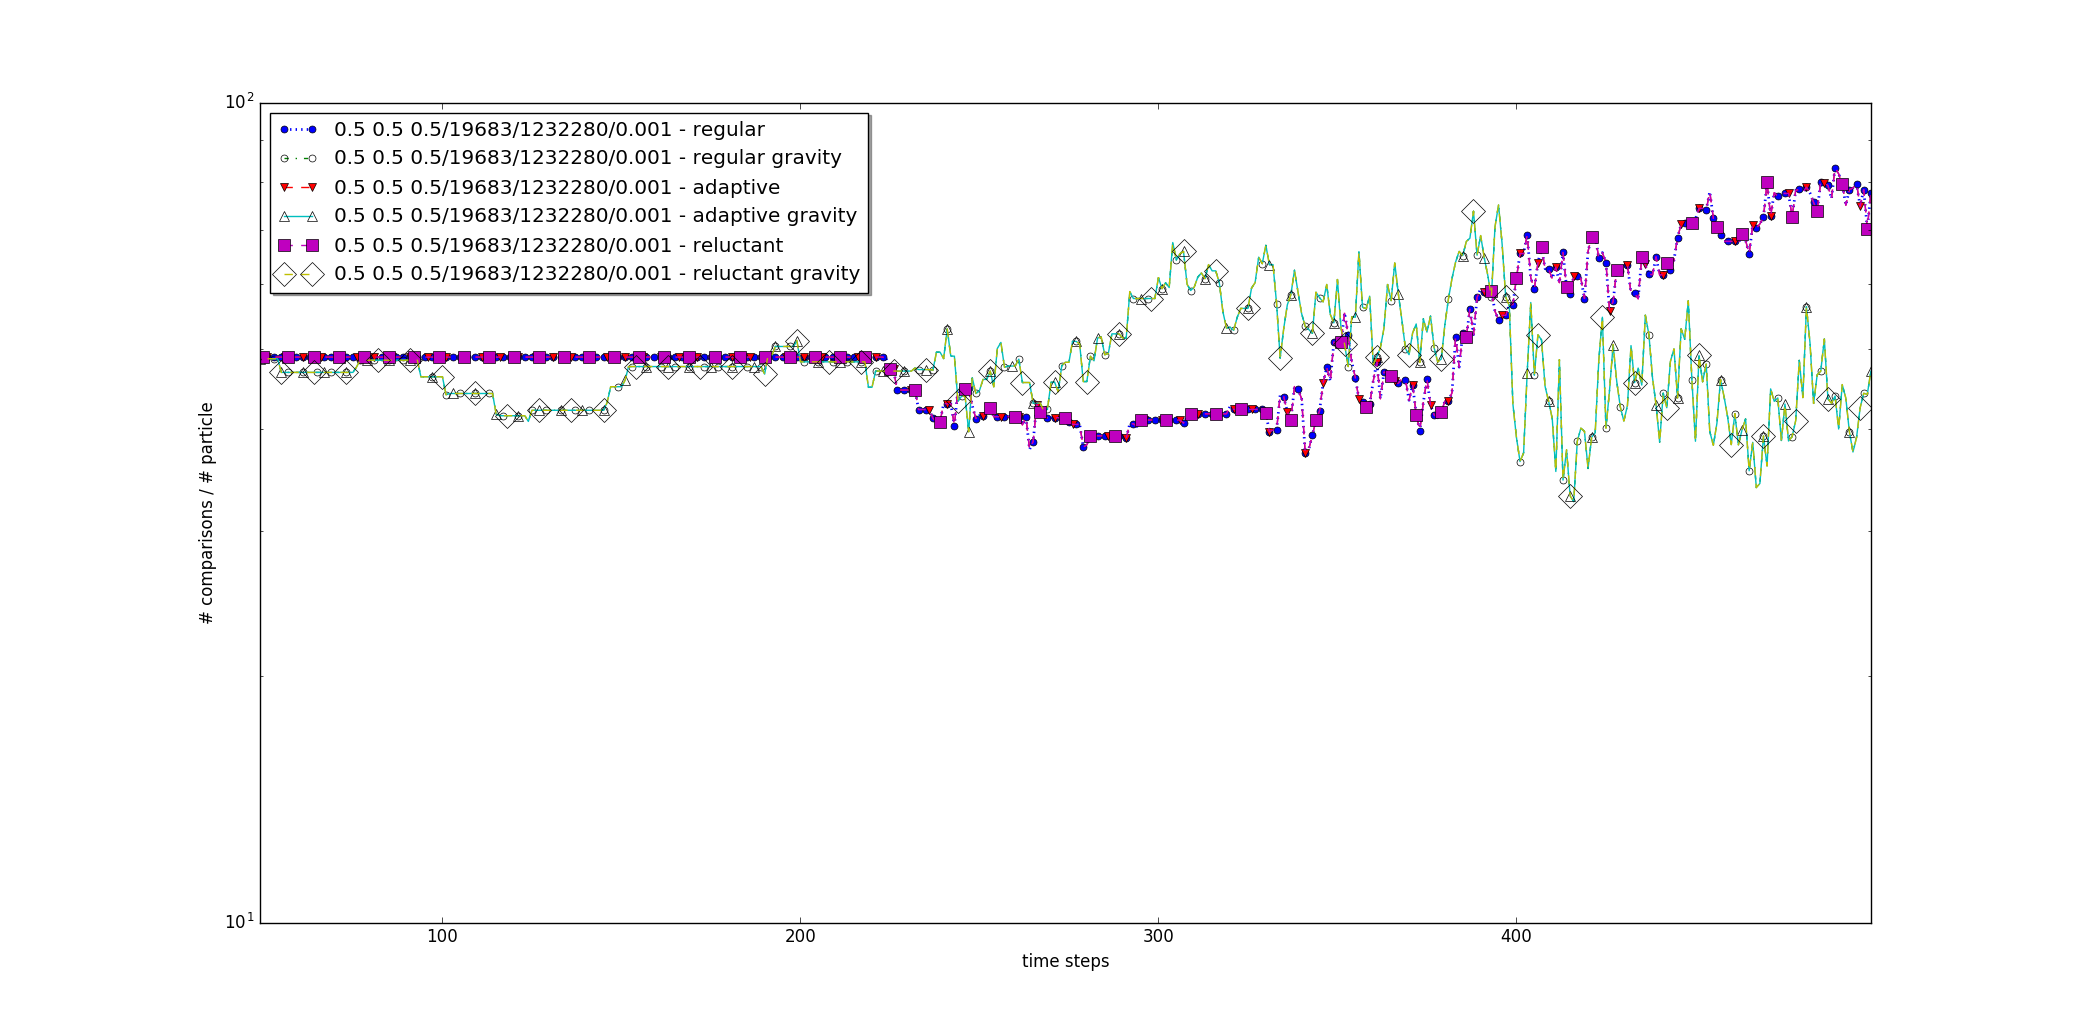 10^2
0.5 0.5 0.5/19683/1232280/0.001 - regular
0.5 0.5 0.5/19683/1232280/0.001 - regular gravity
0.5 0.5 0.5/19683/1232280/0.001 - adaptive
0.5 0.5 0.5/19683/1232280/0.001 - adaptive gravity
0.5 0.5 0.5/19683/1232280/0.001 - reluctant
0.5 0.5 0.5/19683/1232280/0.001 - reluctant gravity
# comparisons / # particle
10^1
100 200 300 400
time steps